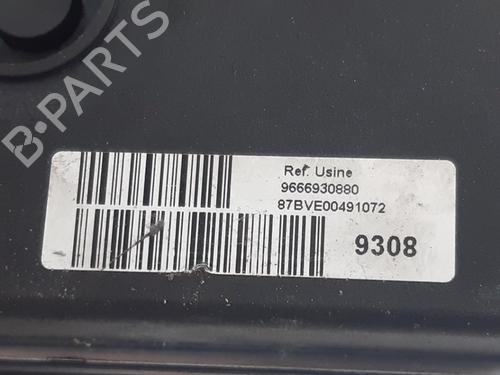 B-PARTS
Ref. Usine
9666930880
87BVE00491072
9308